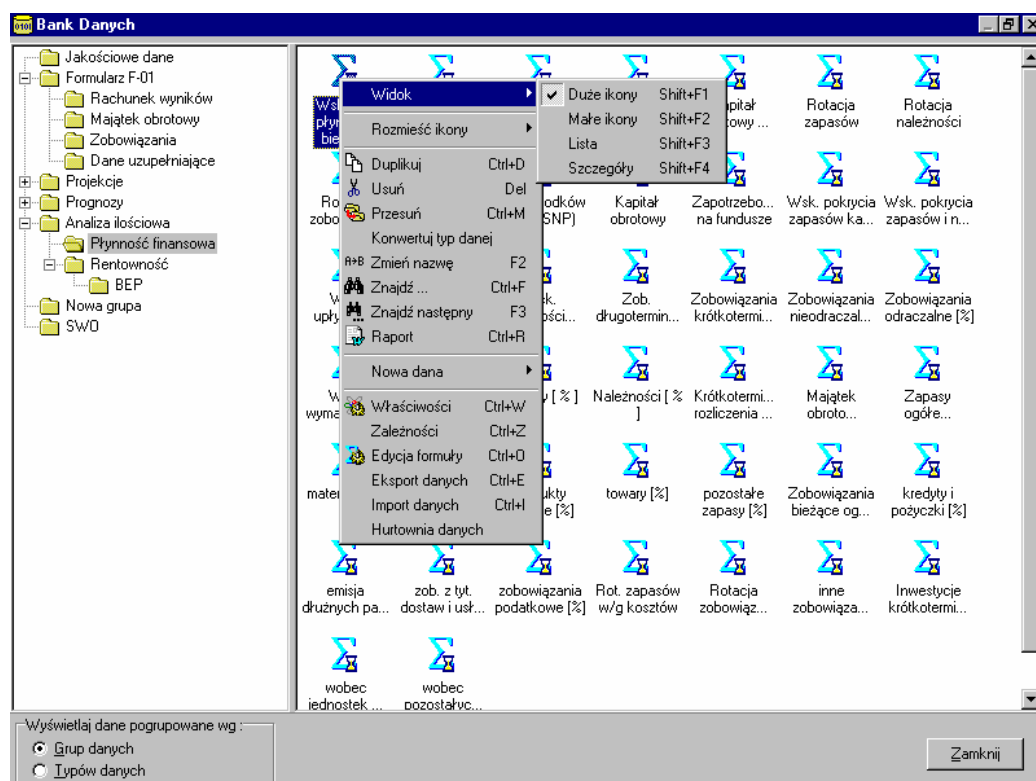 Bank Danych
Jakościowe dane
Formularz F-01
Rachunek wyników
Majątek obrotowy
Zobowiązania
Dane uzupełniające
Projekcje
Prognozy
Analiza ilościowa
Płynność finansowa
Rentowność
BEP
Nowa grupa
SWO
Widok
Rozmieść ikony
Duplikuj Ctrl+D
Usuń Del
Przesuń Ctrl+M
Konwertuj typ danej
Zmień nazwę F2
Znajdź ... Ctrl+F
Znajdź następny F3
Raport Ctrl+R
Nowa dana
Właściwości Ctrl+W
Zależności Ctrl+Z
Edycja formuły Ctrl+O
Eksport danych Ctrl+E
Import danych Ctrl+I
Hurtownia danych
Duże ikony Shift+F1
Małe ikony Shift+F2
Lista Shift+F3
Szczegóły Shift+F4
Rotacja
zapasów
Rotacja
należności
Kapitał
obrotowy
Zapotrzebo...
na fundusze
Wsk. pokrycia
zapasów ka...
Wsk. pokrycia
zapasów i n...
Zob.
długotermin...
Zobowiązania
krótkotermi...
Zobowiązania
nieodraczal...
Zobowiązania
odraczalne [%]
Należności [ %
]
Krótkotermi...
rozliczenia ...
Majątek
obroto...
Zapasy
ogółe...
towary [%]
pozostałe
zapasy [%]
Zobowiązania
bieżące og...
kredyty i
pożyczki [%]
emisja
dłużnych pa...
zob. z tyt.
dostaw i usł...
zobowiązania
podatkowe [%]
Rot. zapasów
w/g kosztów
Rotacja
zobowiąz...
inne
zobowiąza...
Inwestycje
krótkotermi...
wobec
jednostek ...
wobec
pozostałyc...
Wyświetlaj dane pogrupowane wg :
Grup danych
Typów danych
Zamknij